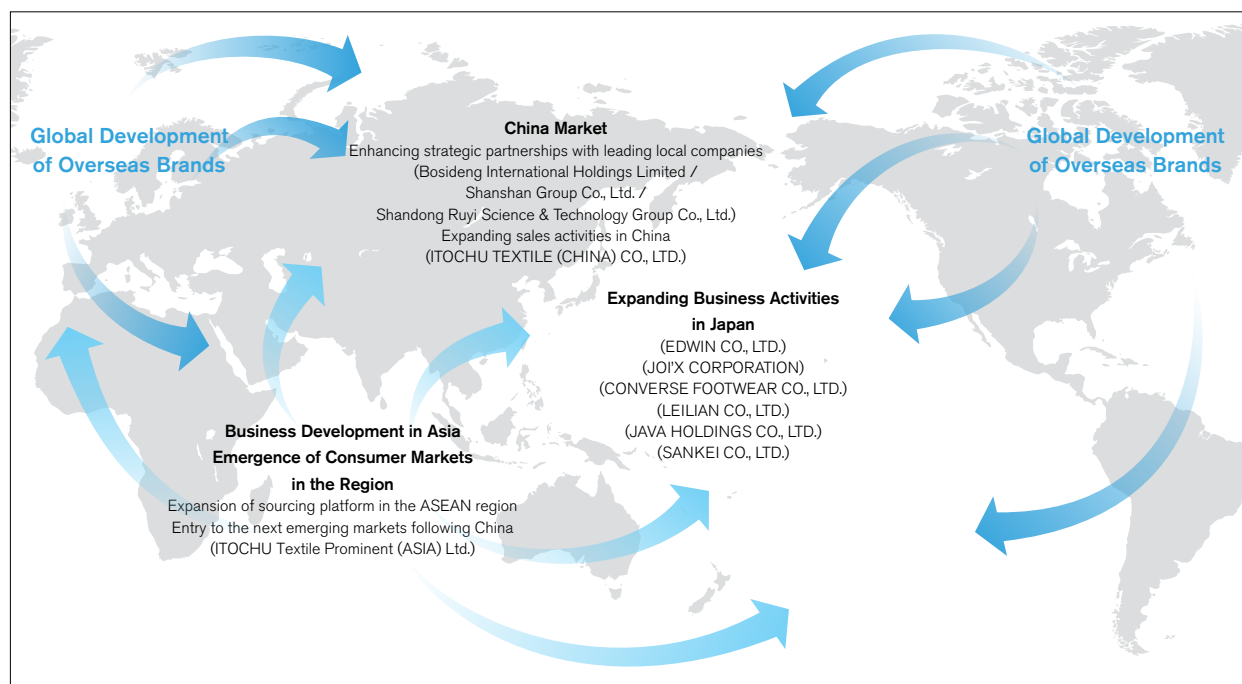 Global Development
of Overseas Brands
China Market
Enhancing strategic partnerships with leading local companies
(Bosideng International Holdings Limited /
Shanshan Group Co., Ltd. /
Shandong Ruyi Science & Technology Group Co., Ltd.)
Expanding sales activities in China
(ITOCHU TEXTILE (CHINA) CO., LTD.)
Global Development
of Overseas Brands
Expanding Business Activities
in Japan
(EDWIN CO., LTD.)
(JOI'X CORPORATION)
(CONVERSE FOOTWEAR CO., LTD.)
(LEILIAN CO., LTD.)
(JAVA HOLDINGS CO., LTD.)
(SANKEI CO., LTD.)
Business Development in Asia
Emergence of Consumer Markets
in the Region
Expansion of sourcing platform in the ASEAN region
Entry to the next emerging markets following China
(ITOCHU Textile Prominent (ASIA) Ltd.)